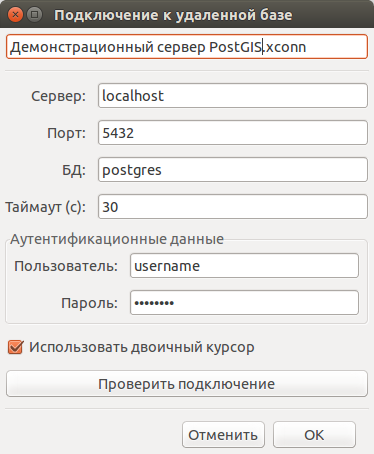 Подключение к удаленной базе
Демонстрационный сервер PostGIS.xconn
Сервер: localhost
Порт: 5432
БД: postgres
Таймаут (с): 30
Аутентификационные данные
Пользователь: username
Пароль: ••••••••
Использовать двоичный курсор
Проверить подключение
Отменить OK